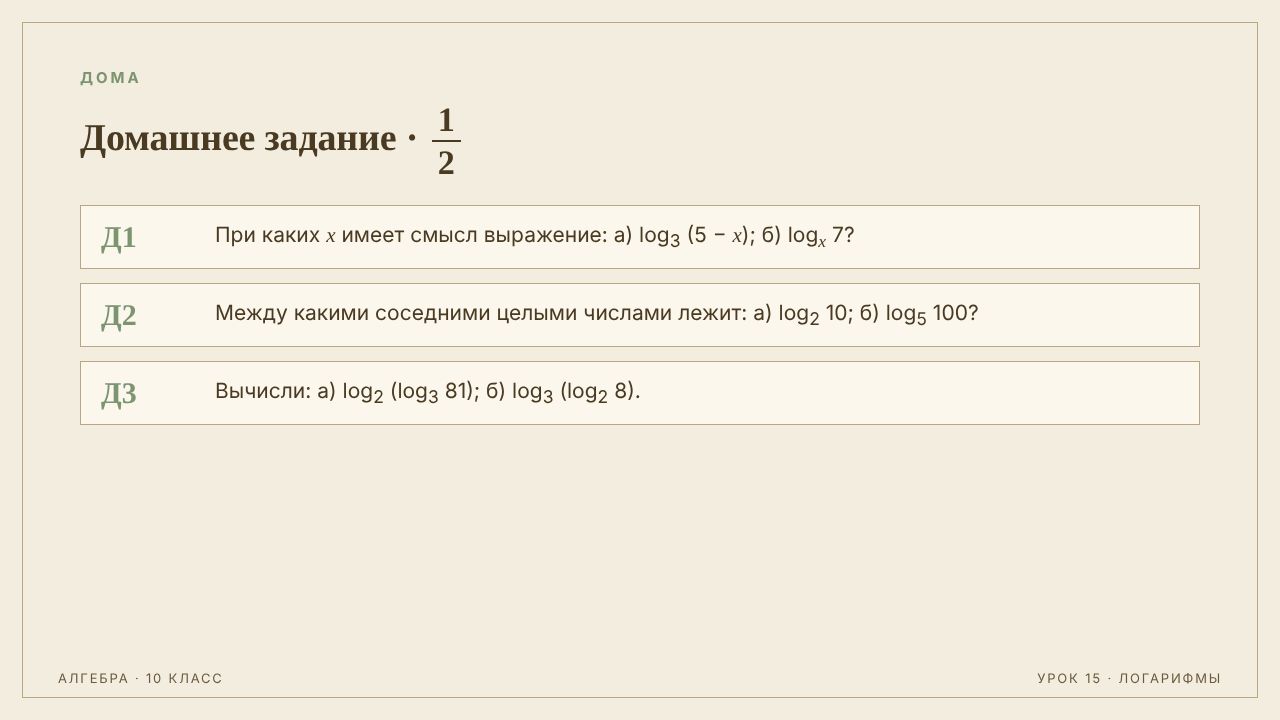 ДОМА
Домашнее задание · 1/2
Д1 При каких x имеет смысл выражение: а) log₃ (5 − x); б) logₓ 7?
Д2 Между какими соседними целыми числами лежит: а) log₂ 10; б) log₅ 100?
Д3 Вычисли: а) log₂ (log₃ 81); б) log₃ (log₂ 8).
АЛГЕБРА · 10 КЛАСС
УРОК 15 · ЛОГАРИФМЫ